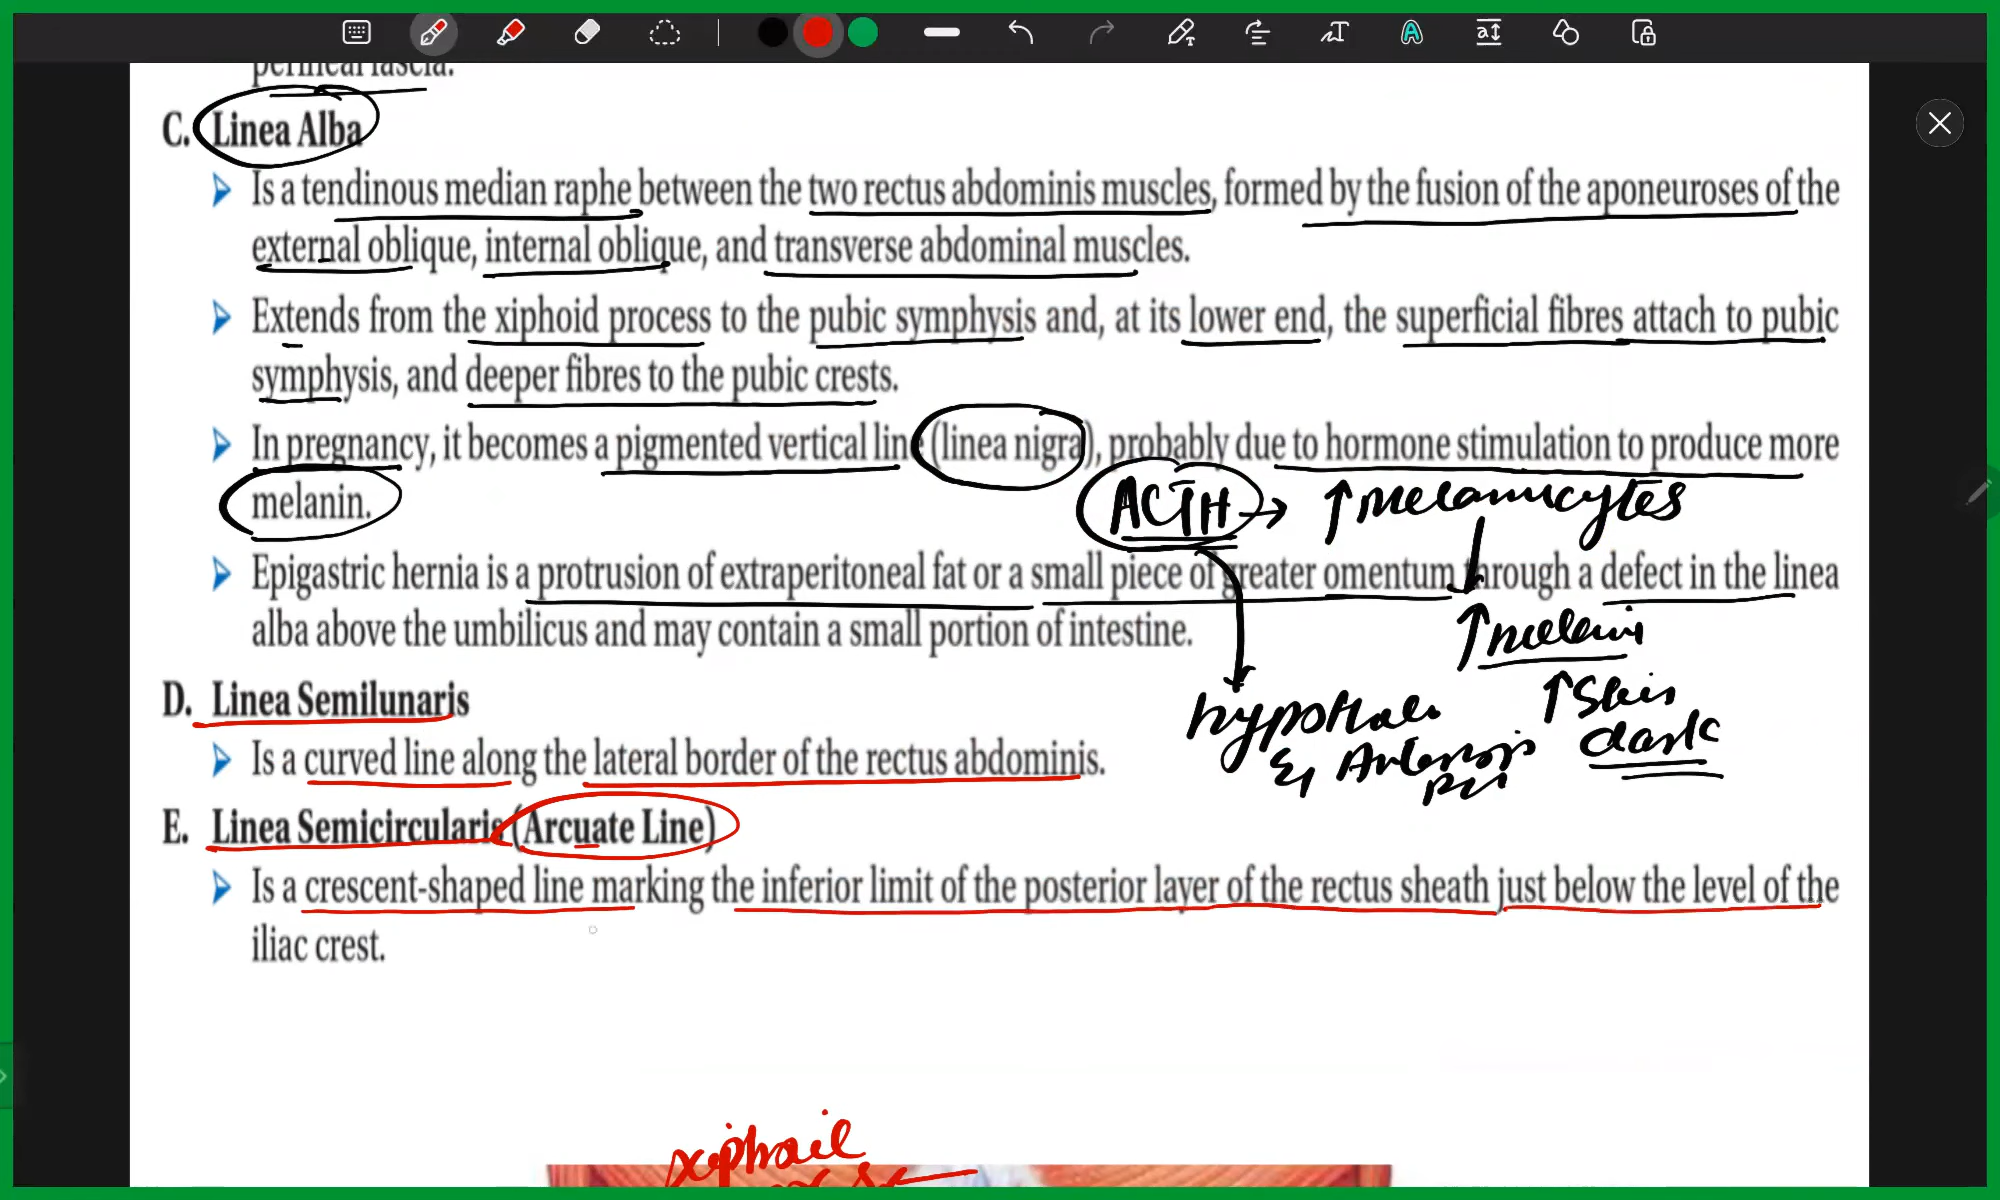 perineal fascia.
C. Linea Alba
Is a tendinous median raphe between the two rectus abdominis muscles, formed by the fusion of the aponeuroses of the
external oblique, internal oblique, and transverse abdominal muscles.
Extends from the xiphoid process to the pubic symphysis and, at its lower end, the superficial fibres attach to pubic
symphysis, and deeper fibres to the pubic crests.
In pregnancy, it becomes a pigmented vertical line (linea nigra), probably due to hormone stimulation to produce more
melanin.
ACTH → ↑melanucytes
Epigastric hernia is a protrusion of extraperitoneal fat or a small piece of greater omentum through a defect in the linea
alba above the umbilicus and may contain a small portion of intestine.
↑
D. Linea Semilunaris
↑Skin
dark
Is a curved line along the lateral border of the rectus abdominis.
E. Linea Semicircularis (Arcuate Line)
Is a crescent-shaped line marking the inferior limit of the posterior layer of the rectus sheath just below the level of the
iliac crest.